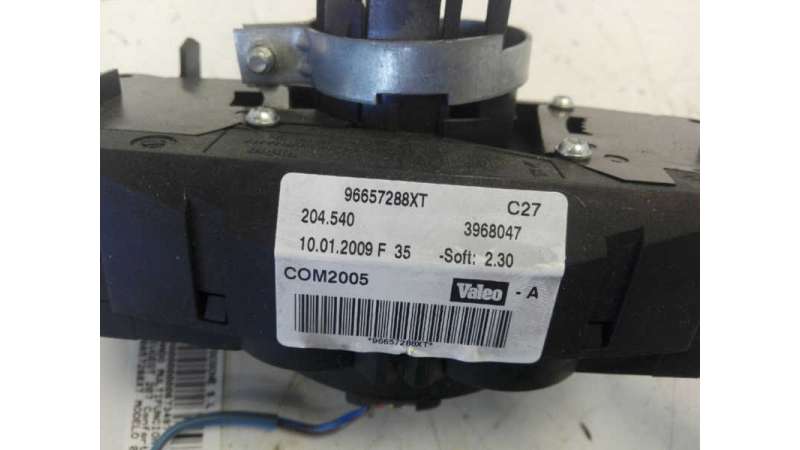 96657288XT C27
204.540 3968047
10.01.2009 F 35 -Soft: 2.30
COM2005 Valeo - A
*96657288XT*